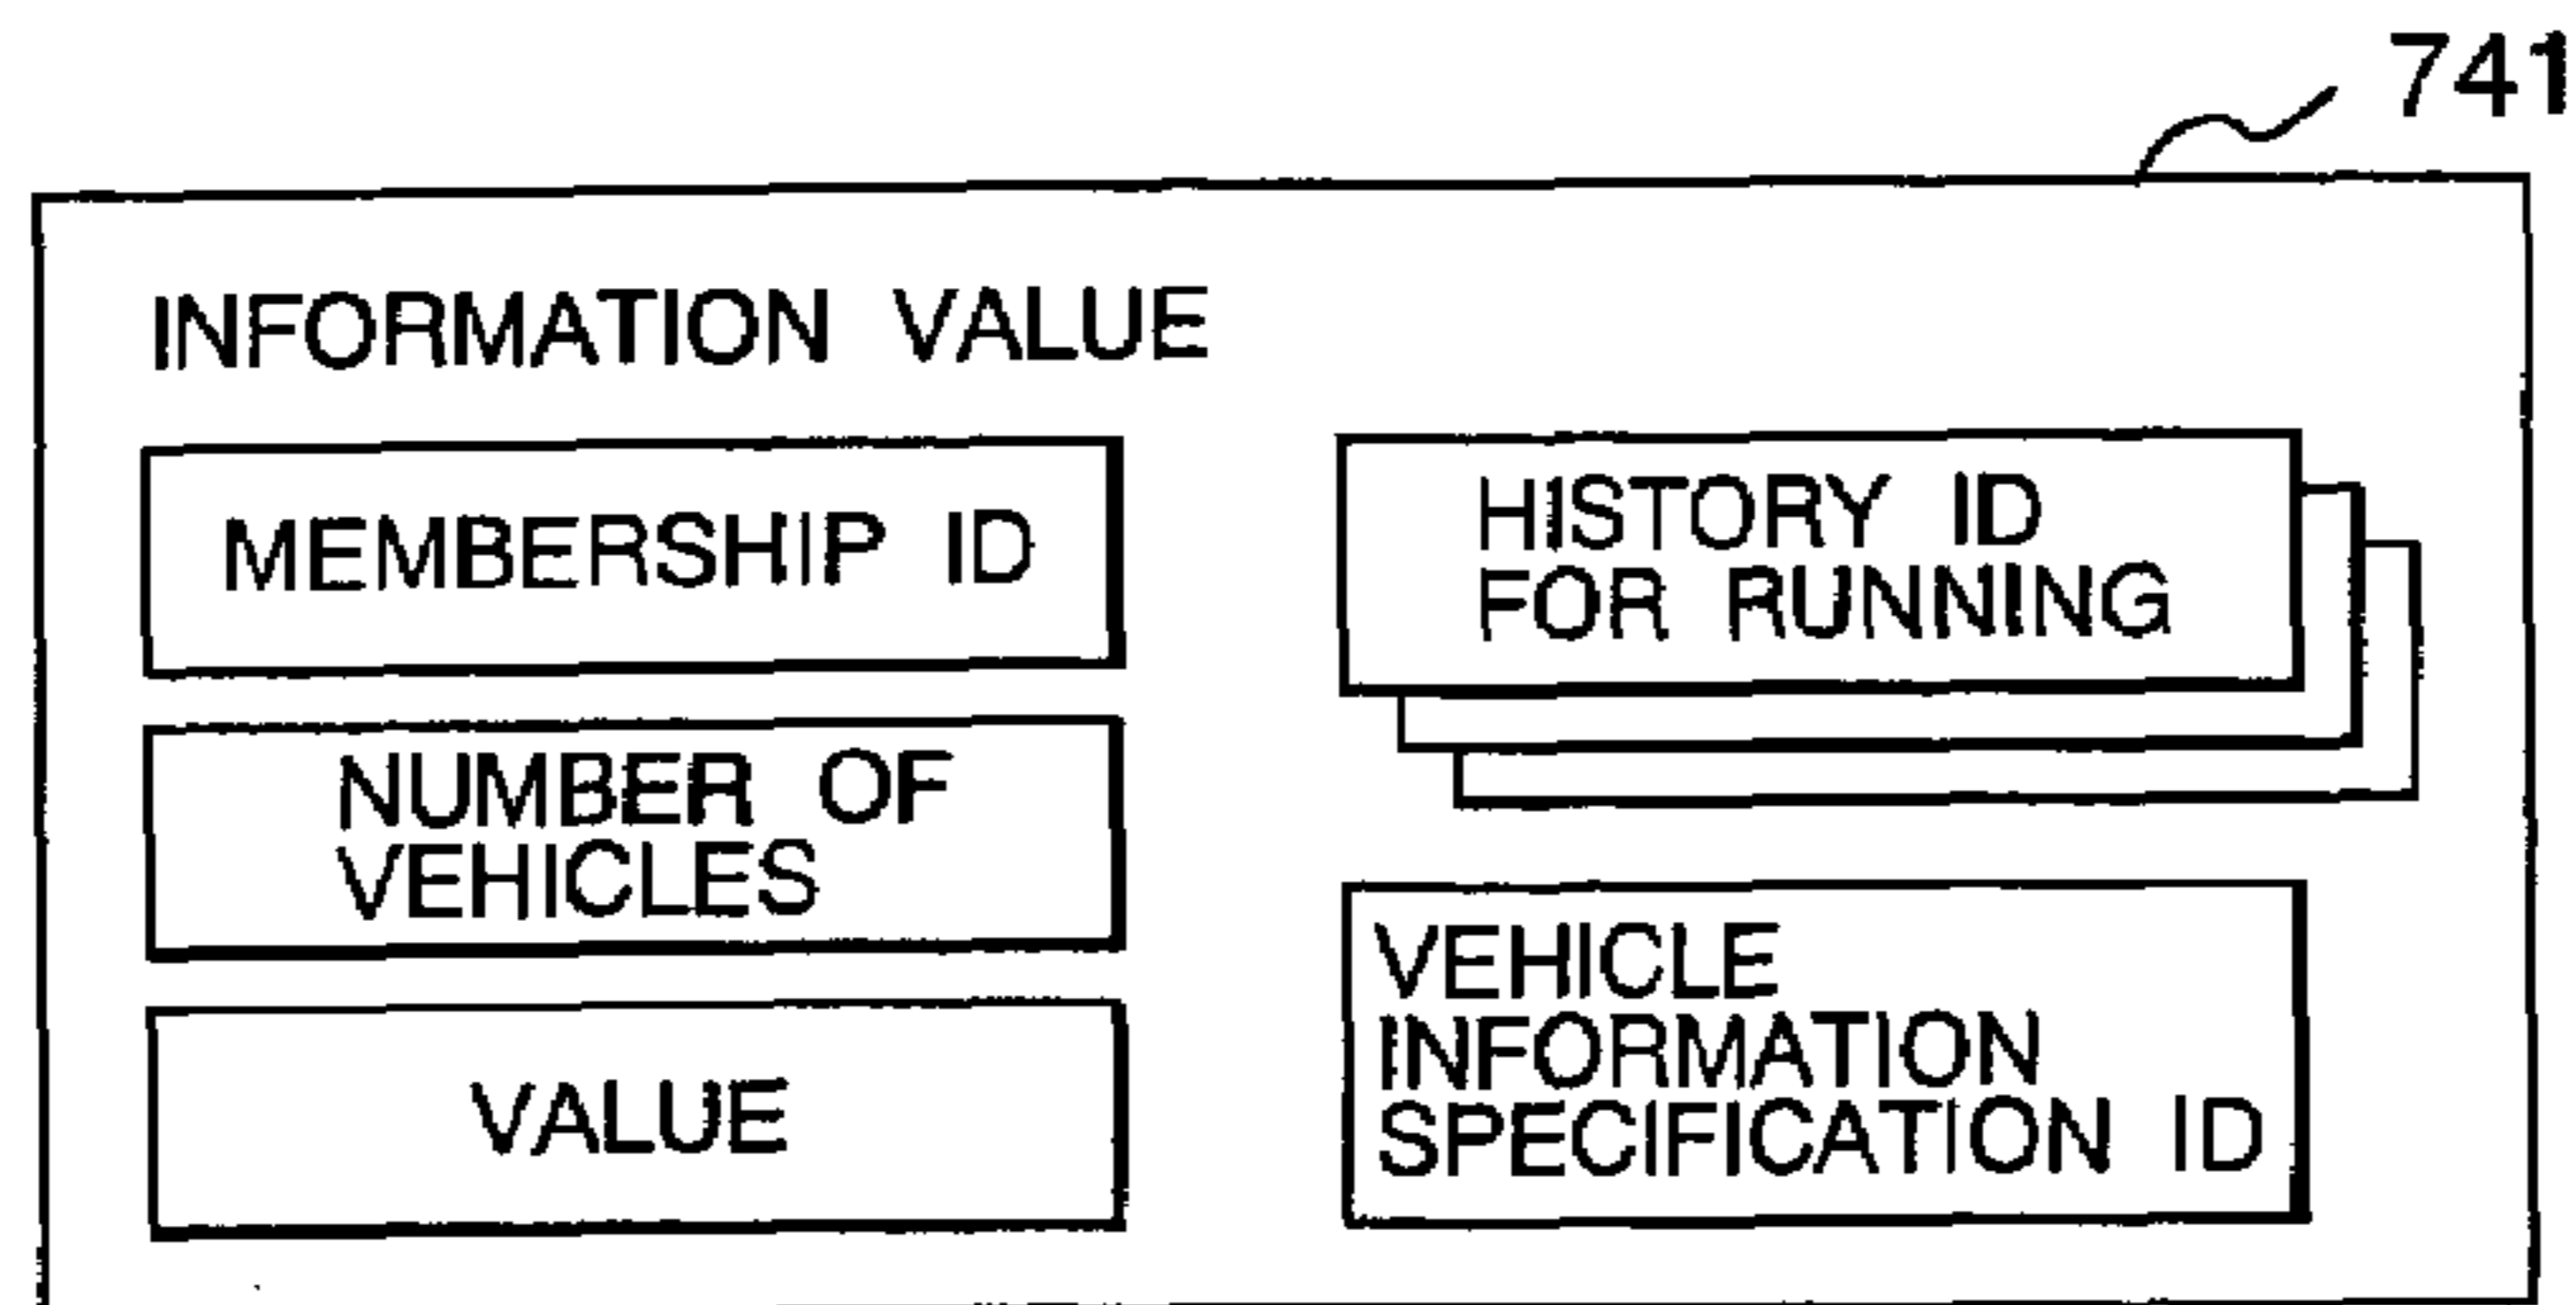 741
INFORMATION VALUE
MEMBERSHIP ID
NUMBER OF
VEHICLES
VALUE
HISTORY ID
FOR RUNNING
VEHICLE
INFORMATION
SPECIFICATION ID